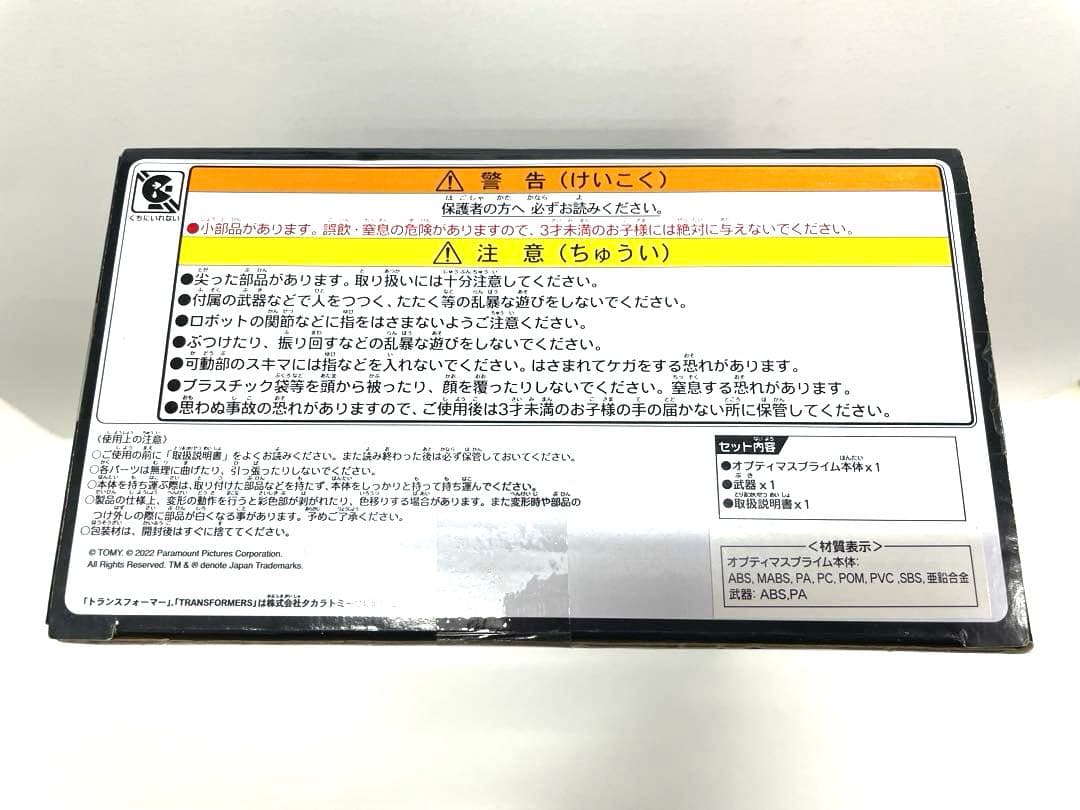 くちにいれない
⚠ 警 告 (けいこく)
保護者の方へ 必ずお読みください。
●小部品があります。誤飲・窒息の危険がありますので、3才未満のお子様には絶対に与えないでください。
⚠ 注 意 (ちゅうい)
●尖った部品があります。取り扱いには十分注意してください。
●付属の武器などで人をつつく、たたく等の乱暴な遊びをしないでください。
●ロボットの関節などに指をはさまないようご注意ください。
●ぶつけたり、振り回すなどの乱暴な遊びをしないでください。
●可動部のスキマには指などを入れないでください。はさまれてケガをする恐れがあります。
●プラスチック袋等を頭から被ったり、顔を覆ったりしないでください。窒息する恐れがあります。
●思わぬ事故の恐れがありますので、ご使用後は3才未満のお子様の手の届かない所に保管してください。
〈使用上の注意〉
○ご使用の前に「取扱説明書」をよくお読みください。また読み終わった後は必ず保管しておいてください。
○各パーツは無理に曲げたり、引っ張ったりしないでください。
○本体を持ち運ぶ際は、取り付けた部品などを持たず、本体をしっかりと持って持ち運んでください。
○製品の仕様上、変形の動作を行うと彩色部が剥がれたり、色移りする場合があります。また変形時や部品の
つけ外しの際に部品が白くなる事があります。予めご了承ください。
○包装材は、開封後はすぐに捨ててください。
© TOMY. © 2022 Paramount Pictures Corporation.
All Rights Reserved. TM & ® denote Japan Trademarks.
「トランスフォーマー」、「TRANSFORMERS」は株式会社タカラトミー
セット内容
●オプティマスプライム本体 x 1
●武器 x 1
●取扱説明書 x 1
<材質表示>
オプティマスプライム本体:
ABS, MABS, PA, PC, POM, PVC ,SBS, 亜鉛合金
武器: ABS,PA